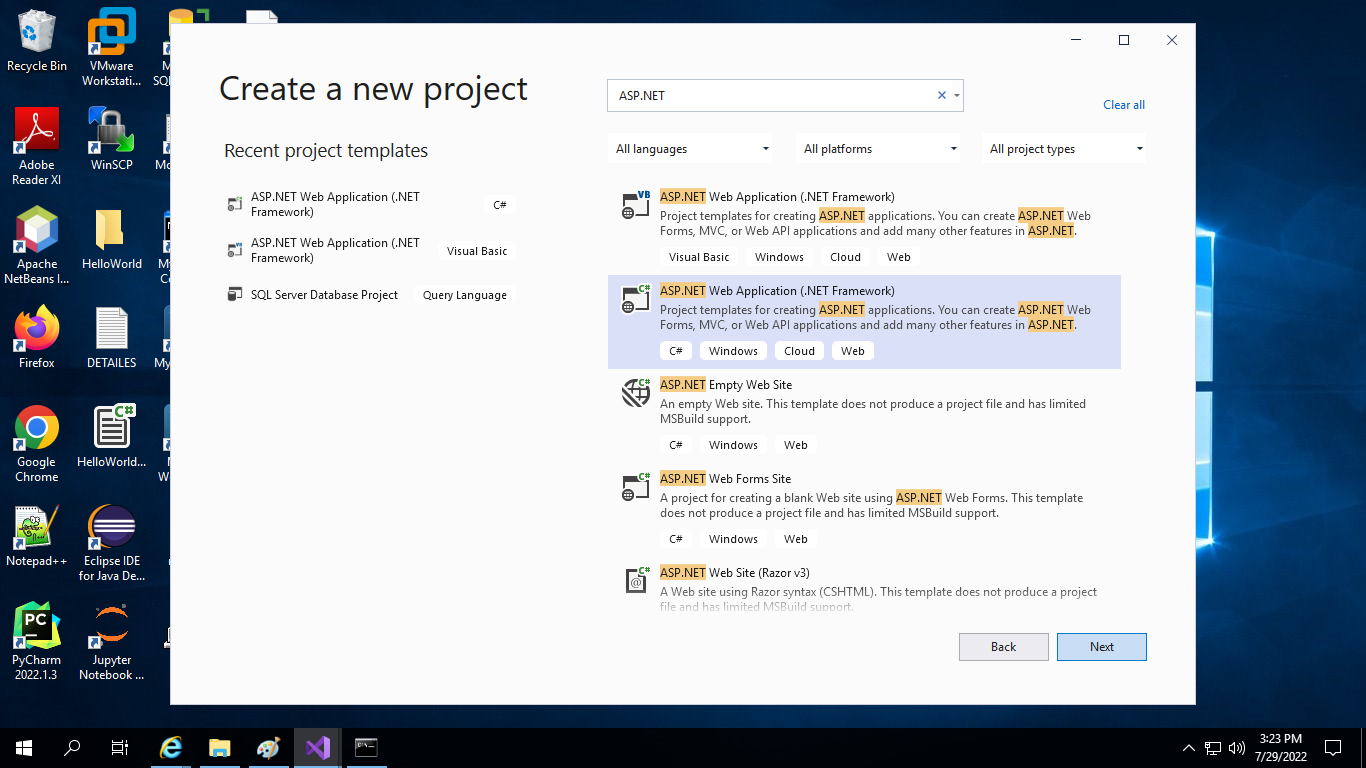 Recycle Bin
VMware
Workstati...
Adobe
Reader XI
WinSCP
Apache
NetBeans I...
HelloWorld
Firefox
DETAILES
Google
Chrome
HelloWorld...
Notepad++
Eclipse IDE
for Java De...
PyCharm
2022.1.3
Jupyter
Notebook ...
Create a new project
ASP.NET
Clear all
All languages
All platforms
All project types
Recent project templates
ASP.NET Web Application (.NET
Framework)
C#
ASP.NET Web Application (.NET
Framework)
Visual Basic
SQL Server Database Project
Query Language
VB
ASP.NET Web Application (.NET Framework)
Project templates for creating ASP.NET applications. You can create ASP.NET Web
Forms, MVC, or Web API applications and add many other features in ASP.NET.
Visual Basic Windows Cloud Web
C#
ASP.NET Web Application (.NET Framework)
Project templates for creating ASP.NET applications. You can create ASP.NET Web
Forms, MVC, or Web API applications and add many other features in ASP.NET.
C# Windows Cloud Web
C#
ASP.NET Empty Web Site
An empty Web site. This template does not produce a project file and has limited
MSBuild support.
C# Windows Web
C#
ASP.NET Web Forms Site
A project for creating a blank Web site using ASP.NET Web Forms. This template
does not produce a project file and has limited MSBuild support.
C# Windows Web
C#
ASP.NET Web Site (Razor v3)
A Web site using Razor syntax (CSHTML). This template does not produce a project
file and has limited MSBuild support.
Back
Next
3:23 PM
7/29/2022